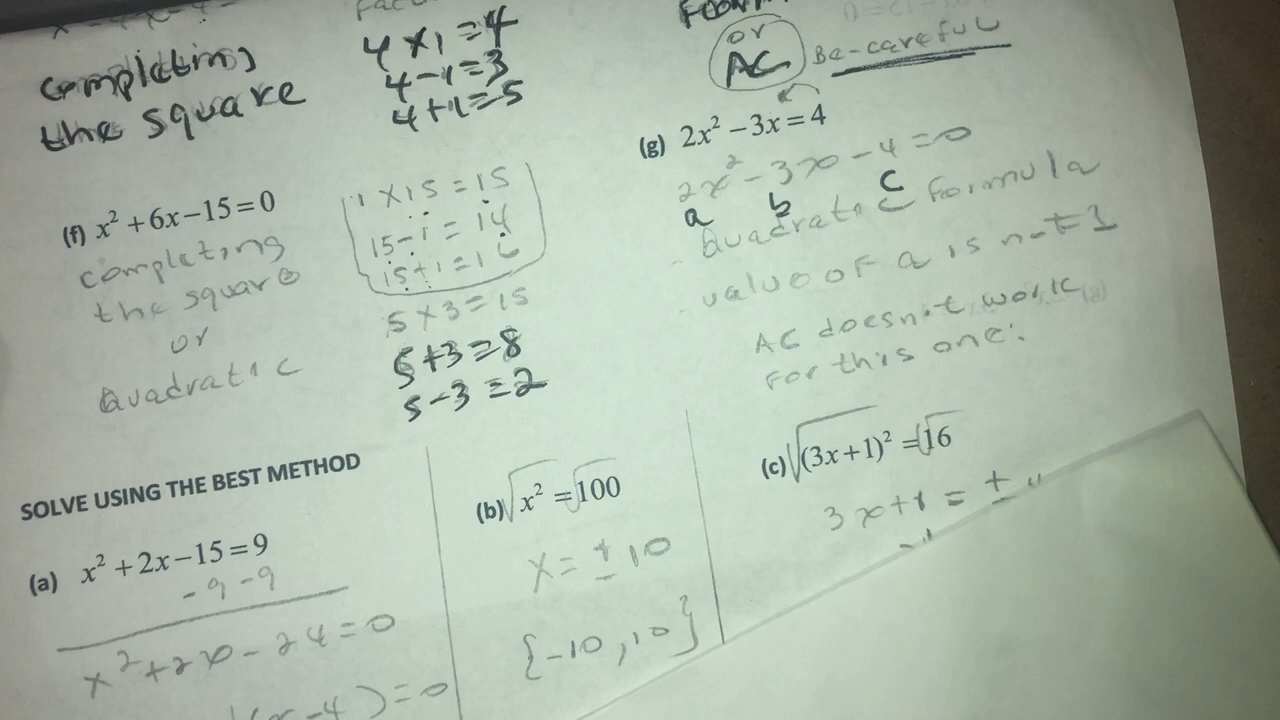 completing
the square
4 x 1 = 4
4 - 1 = 3
4 + 1 = 5
or
AC
Be-careful
(f) x² + 6x - 15 = 0
completing
the square
or
Quadratic
1 x 15 = 15
15 - 1 = 14
15 + 1 = 16
5 x 3 = 15
5 + 3 = 8
5 - 3 = 2
(g) 2x² - 3x = 4
2x² - 3x - 4 = 0
a b c
Quadratic Formula
value of a is not 1
AC doesn't work
for this one:
SOLVE USING THE BEST METHOD
(a) x² + 2x - 15 = 9
- 9 - 9
x² + 2x - 24 = 0
(x - 4) = 0
(b) √x² = √100
x = ± 10
{-10, 10}
(c) √(3x + 1)² = √16
3x + 1 = ±